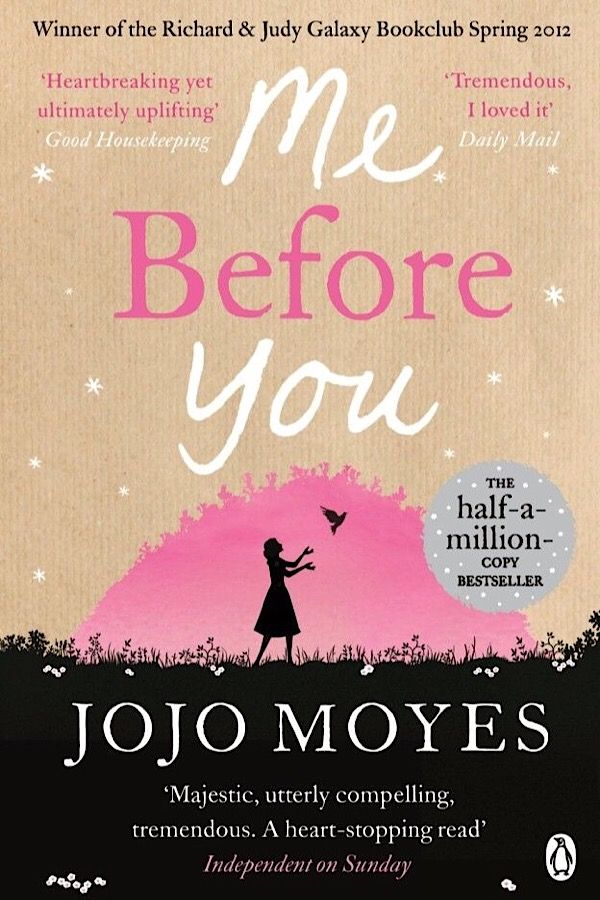 Winner of the Richard & Judy Galaxy Bookclub Spring 2012
‘Heartbreaking yet
ultimately uplifting’
Good Housekeeping
‘Tremendous,
I loved it’
Daily Mail
Me
Before
You
THE
half-a-
million-
COPY
BESTSELLER
JOJO MOYES
‘Majestic, utterly compelling,
tremendous. A heart-stopping read’
Independent on Sunday